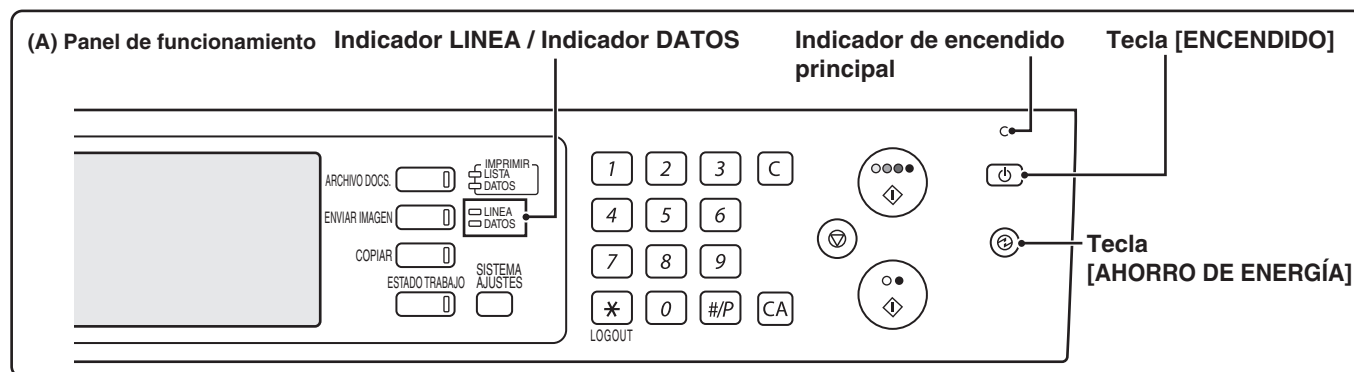 (A) Panel de funcionamiento
Indicador LINEA / Indicador DATOS
Indicador de encendido
principal
Tecla [ENCENDIDO]
ARCHIVO DOCS.
IMPRIMIR
LISTA
DATOS
ENVIAR IMAGEN
LINEA
DATOS
COPIAR
ESTADO TRABAJO
SISTEMA
AJUSTES
1 2 3 C
4 5 6
7 8 9
* 0 #/P CA
LOGOUT
Tecla
[AHORRO DE ENERGÍA]